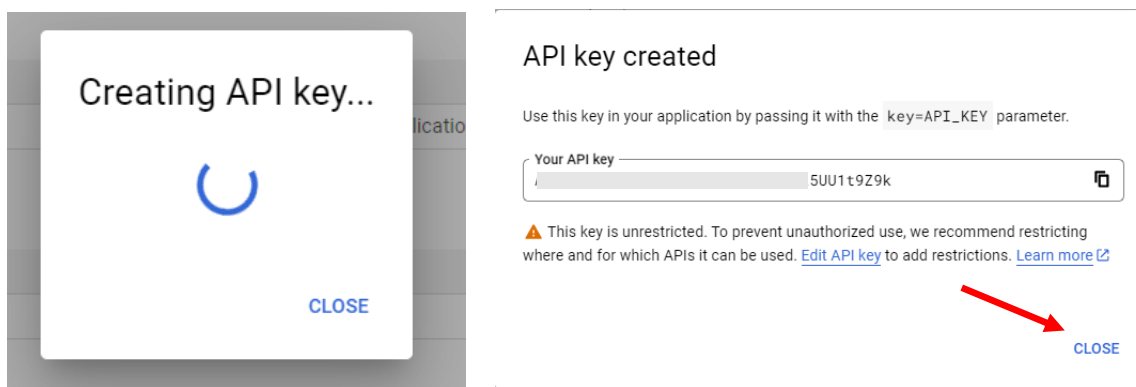 Creating API key...
licatio
CLOSE
API key created
Use this key in your application by passing it with the key=API_KEY parameter.
Your API key
5UU1t9Z9k
This key is unrestricted. To prevent unauthorized use, we recommend restricting
where and for which APIs it can be used. Edit API key to add restrictions. Learn more
CLOSE